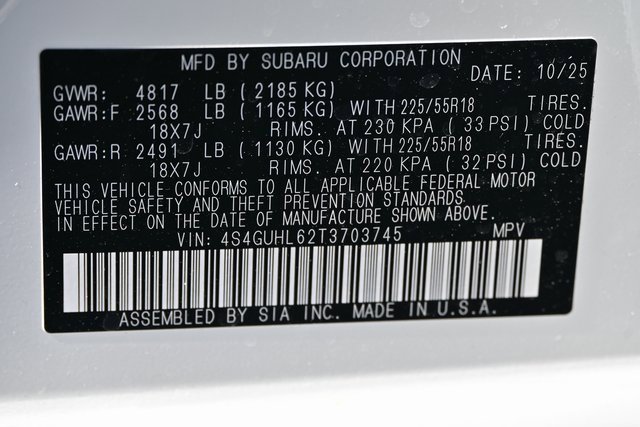 MFD BY SUBARU CORPORATION
DATE: 10/25
GVWR: 4817 LB (2185 KG)
GAWR:F 2568 LB (1165 KG) WITH 225/55R18 TIRES.
18X7J RIMS. AT 230 KPA (33 PSI) COLD
GAWR:R 2491 LB (1130 KG) WITH 225/55R18 TIRES.
18X7J RIMS. AT 220 KPA (32 PSI) COLD
THIS VEHICLE CONFORMS TO ALL APPLICABLE FEDERAL MOTOR
VEHICLE SAFETY AND THEFT PREVENTION STANDARDS
IN EFFECT ON THE DATE OF MANUFACTURE SHOWN ABOVE.
VIN: 4S4GUHL62T3703745 MPV
ASSEMBLED BY SIA INC. MADE IN U.S.A.